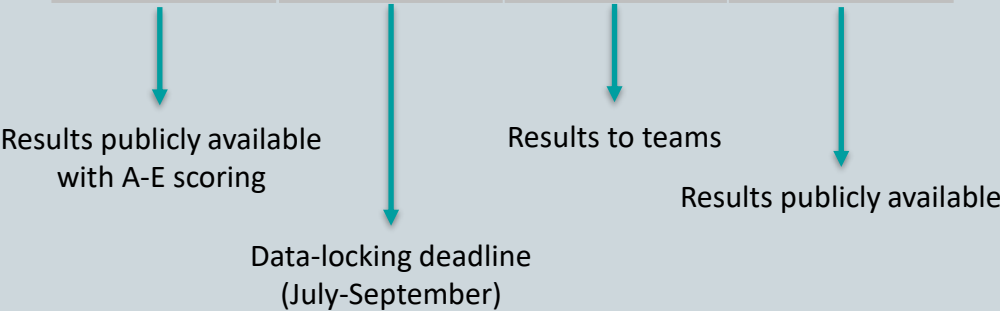 Results publicly available
with A-E scoring
Data-locking deadline
(July-September)
Results to teams
Results publicly available